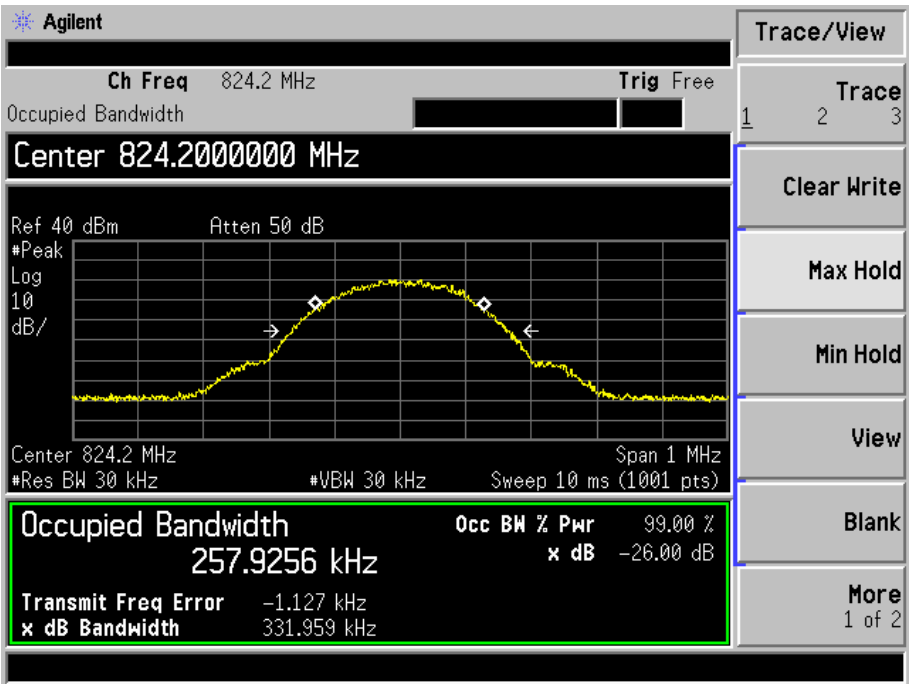 Agilent
Trace/View
Ch Freq 824.2 MHz Trig Free
Occupied Bandwidth
Center 824.2000000 MHz
Ref 40 dBm Atten 50 dB
#Peak
Log
10
dB/
Center 824.2 MHz Span 1 MHz
#Res BW 30 kHz #VBW 30 kHz Sweep 10 ms (1001 pts)
Occupied Bandwidth
257.9256 kHz
Occ BW % Pwr 99.00 %
x dB -26.00 dB
Transmit Freq Error -1.127 kHz
x dB Bandwidth 331.959 kHz
Trace
1 2 3
Clear Write
Max Hold
Min Hold
View
Blank
More
1 of 2